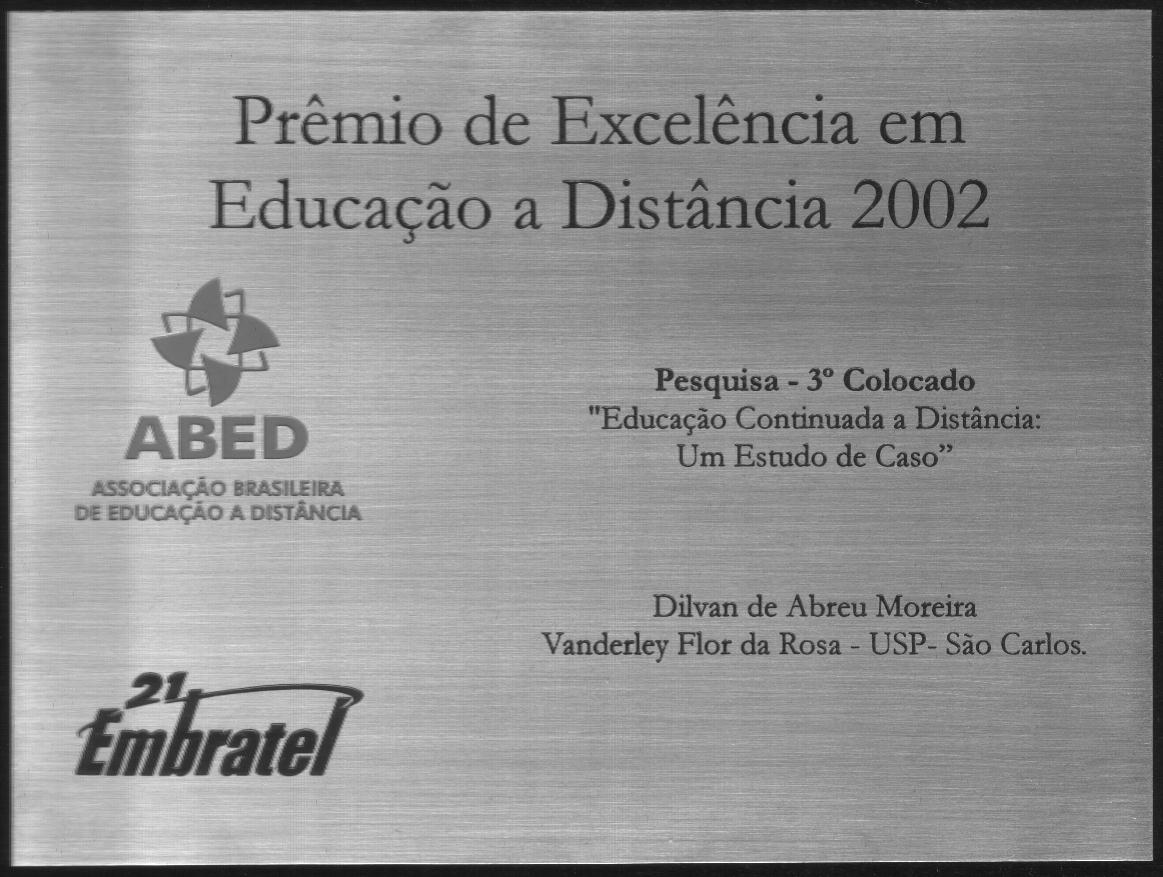 Prêmio de Excelência em
Educação a Distância 2002
ABED
ASSOCIAÇÃO BRASILEIRA
DE EDUCAÇÃO A DISTÂNCIA
Pesquisa - 3º Colocado
"Educação Continuada a Distância:
Um Estudo de Caso”
Dilvan de Abreu Moreira
Vanderley Flor da Rosa - USP- São Carlos.
21
Embratel